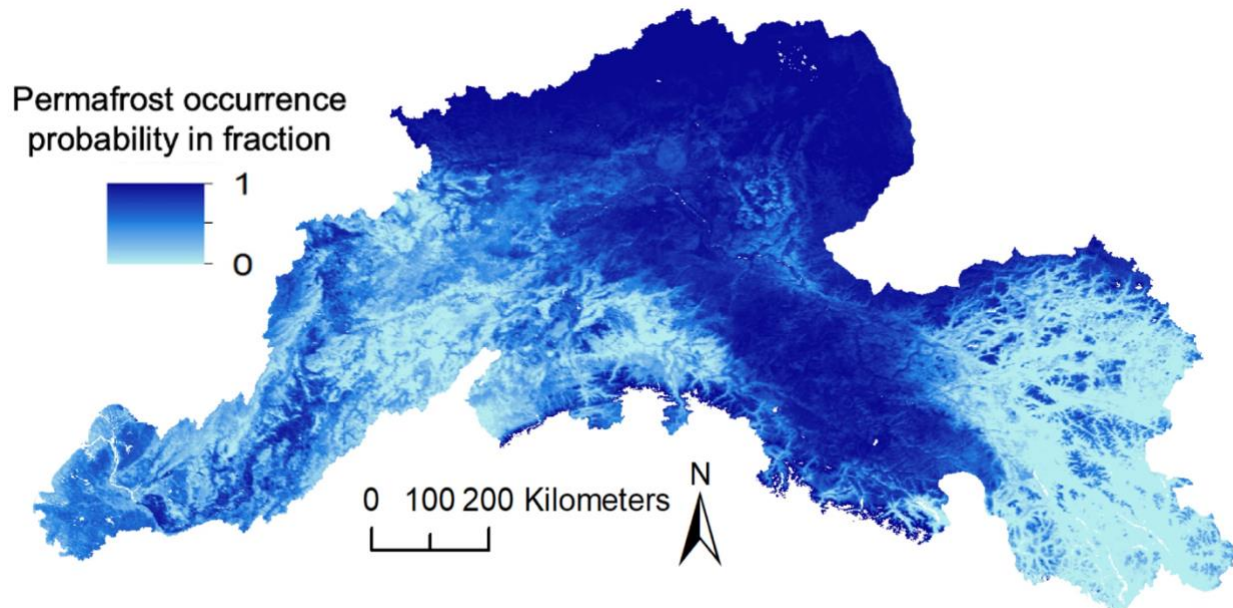 Permafrost occurrence
probability in fraction
1
0
N
0 100 200 Kilometers